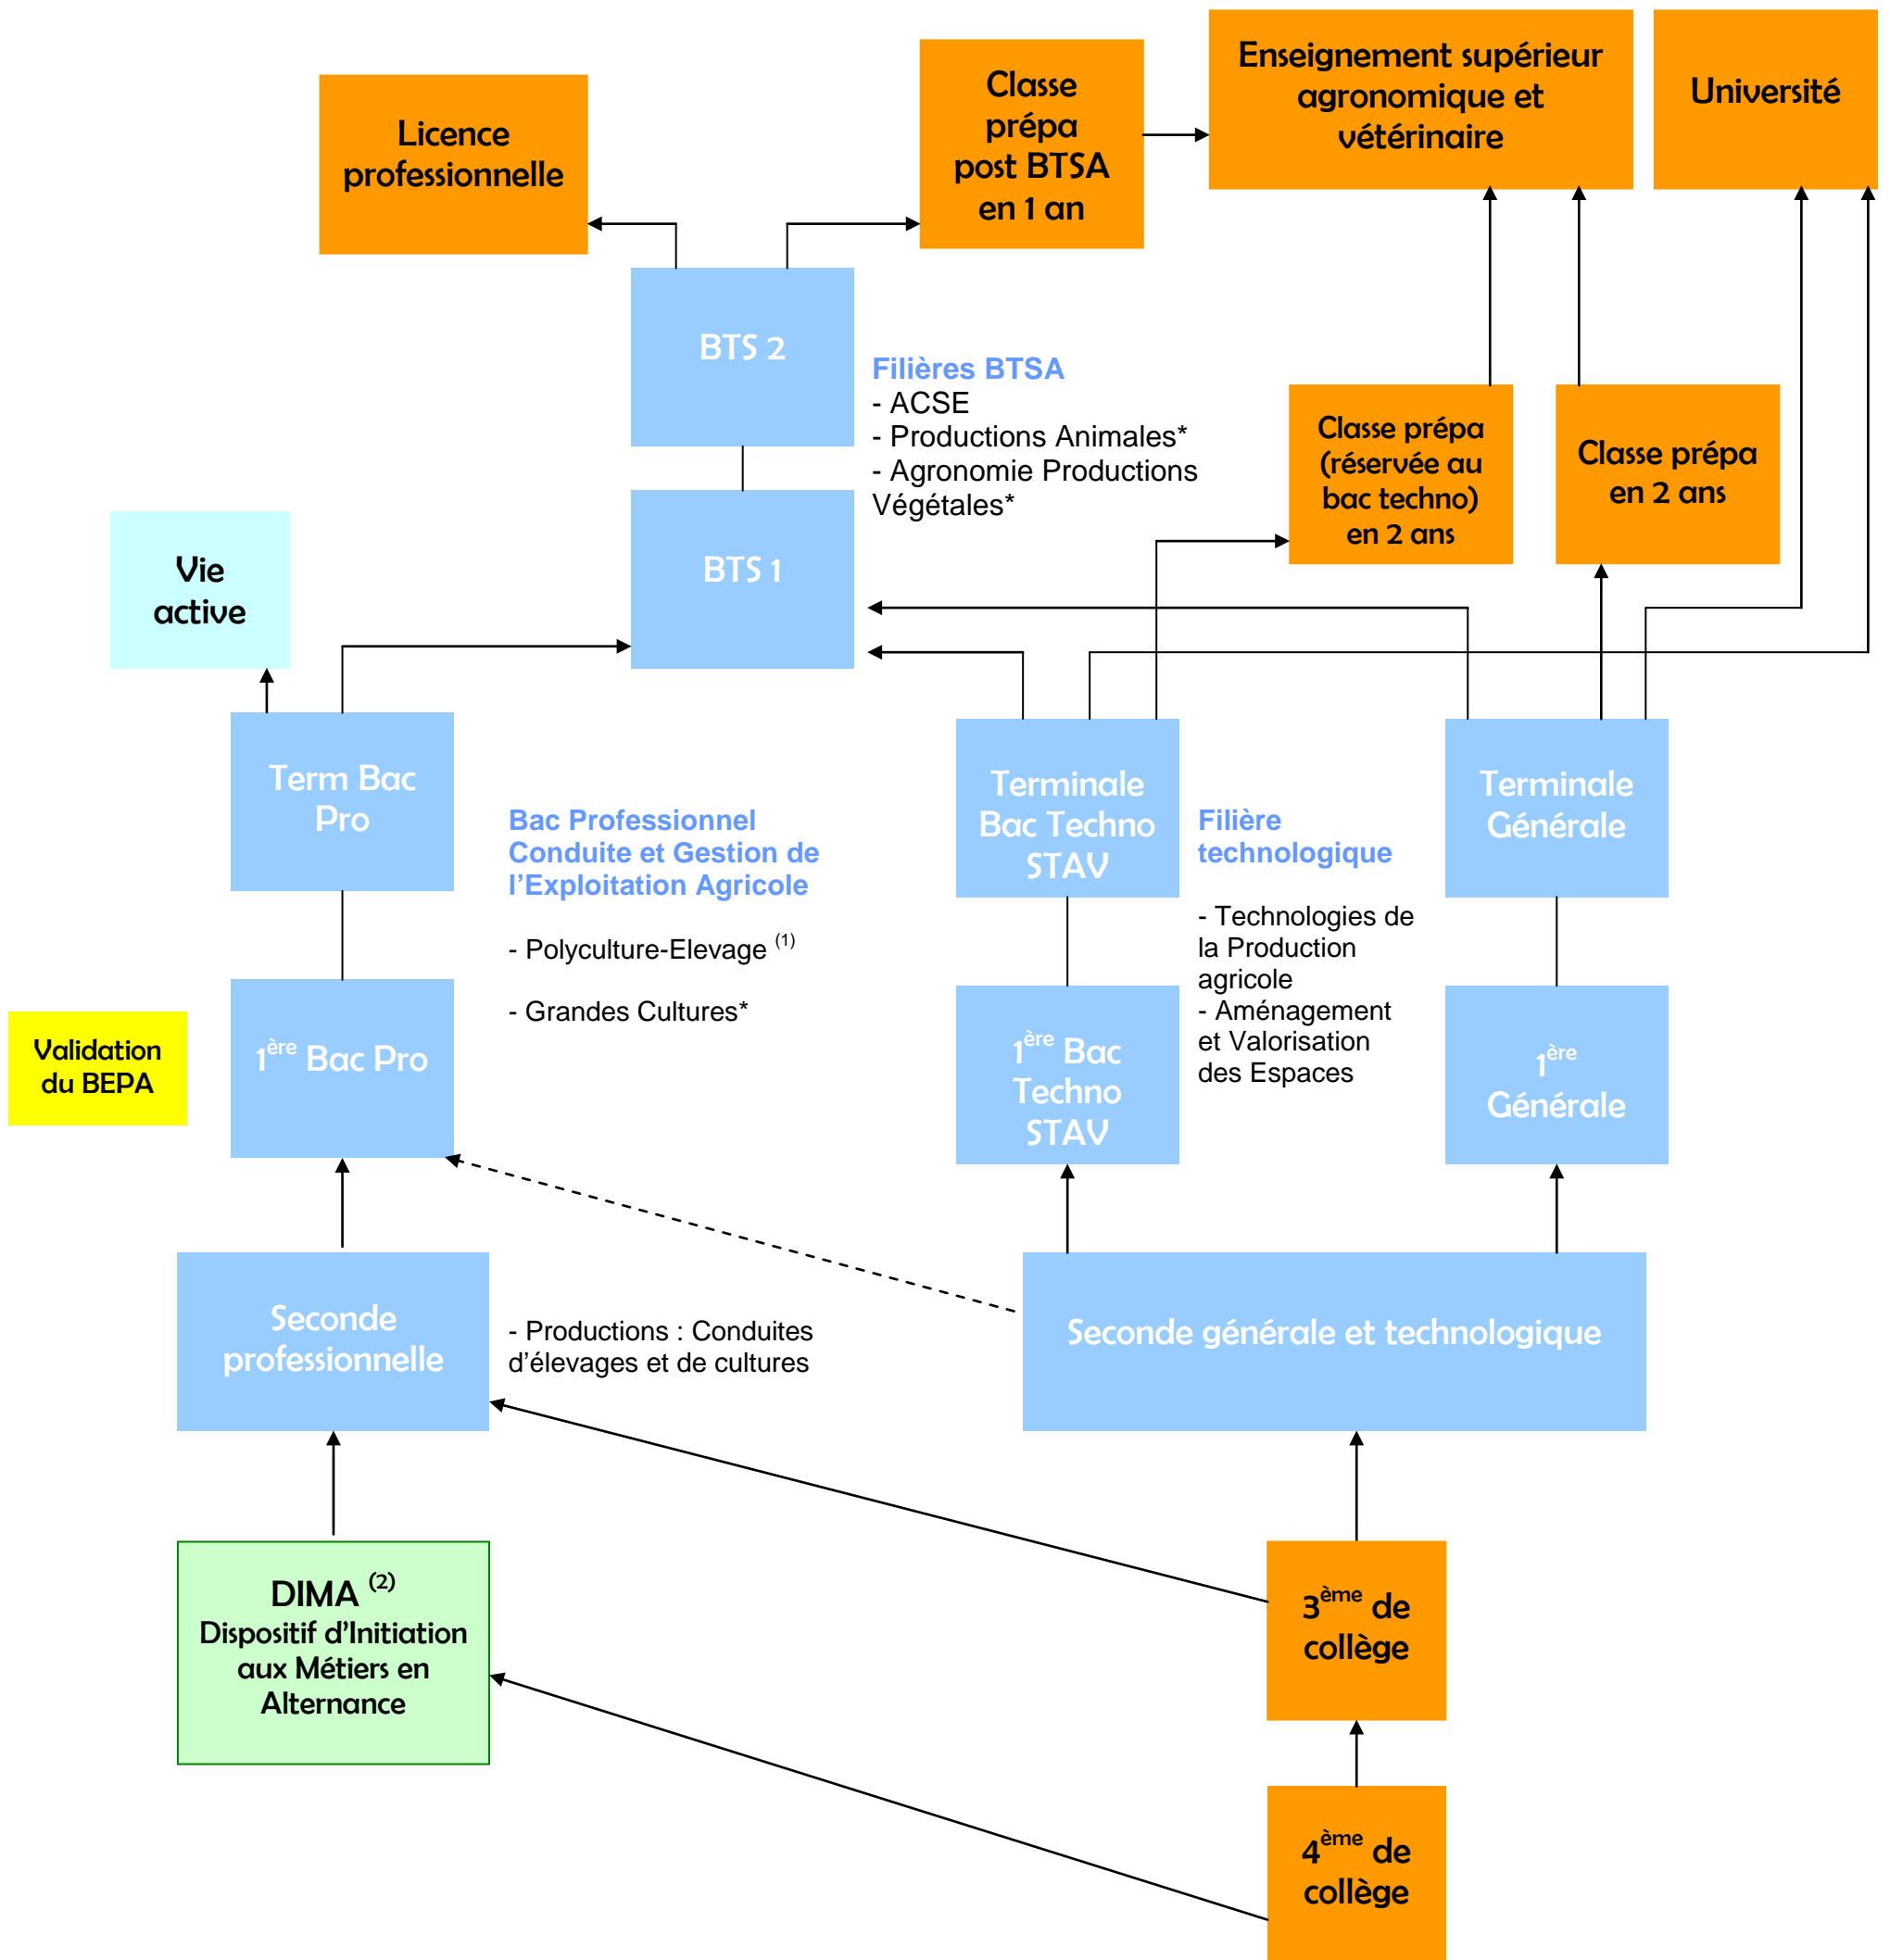 Enseignement supérieur
agronomique et
vétérinaire
Université
Classe
prépa
post BTSA
en 1 an
Licence
professionnelle
BTS 2
Filières BTSA
- ACSE
- Productions Animales*
- Agronomie Productions
Végétales*
Classe prépa
(réservée au
bac techno)
en 2 ans
Classe prépa
en 2 ans
Vie
active
BTS 1
Term Bac
Pro
Bac Professionnel
Conduite et Gestion de
l'Exploitation Agricole
- Polyculture-Elevage (1)
- Grandes Cultures*
Terminale
Bac Techno
STAV
Filière
technologique
- Technologies de
la Production
agricole
- Aménagement
et Valorisation
des Espaces
Terminale
Générale
Validation
du BEPA
1ère Bac Pro
1ère Bac
Techno
STAV
1ère
Générale
Seconde
professionnelle
- Productions : Conduites
d'élevages et de cultures
Seconde générale et technologique
DIMA (2)
Dispositif d'Initiation
aux Métiers en
Alternance
3ème de
collège
4ème de
collège